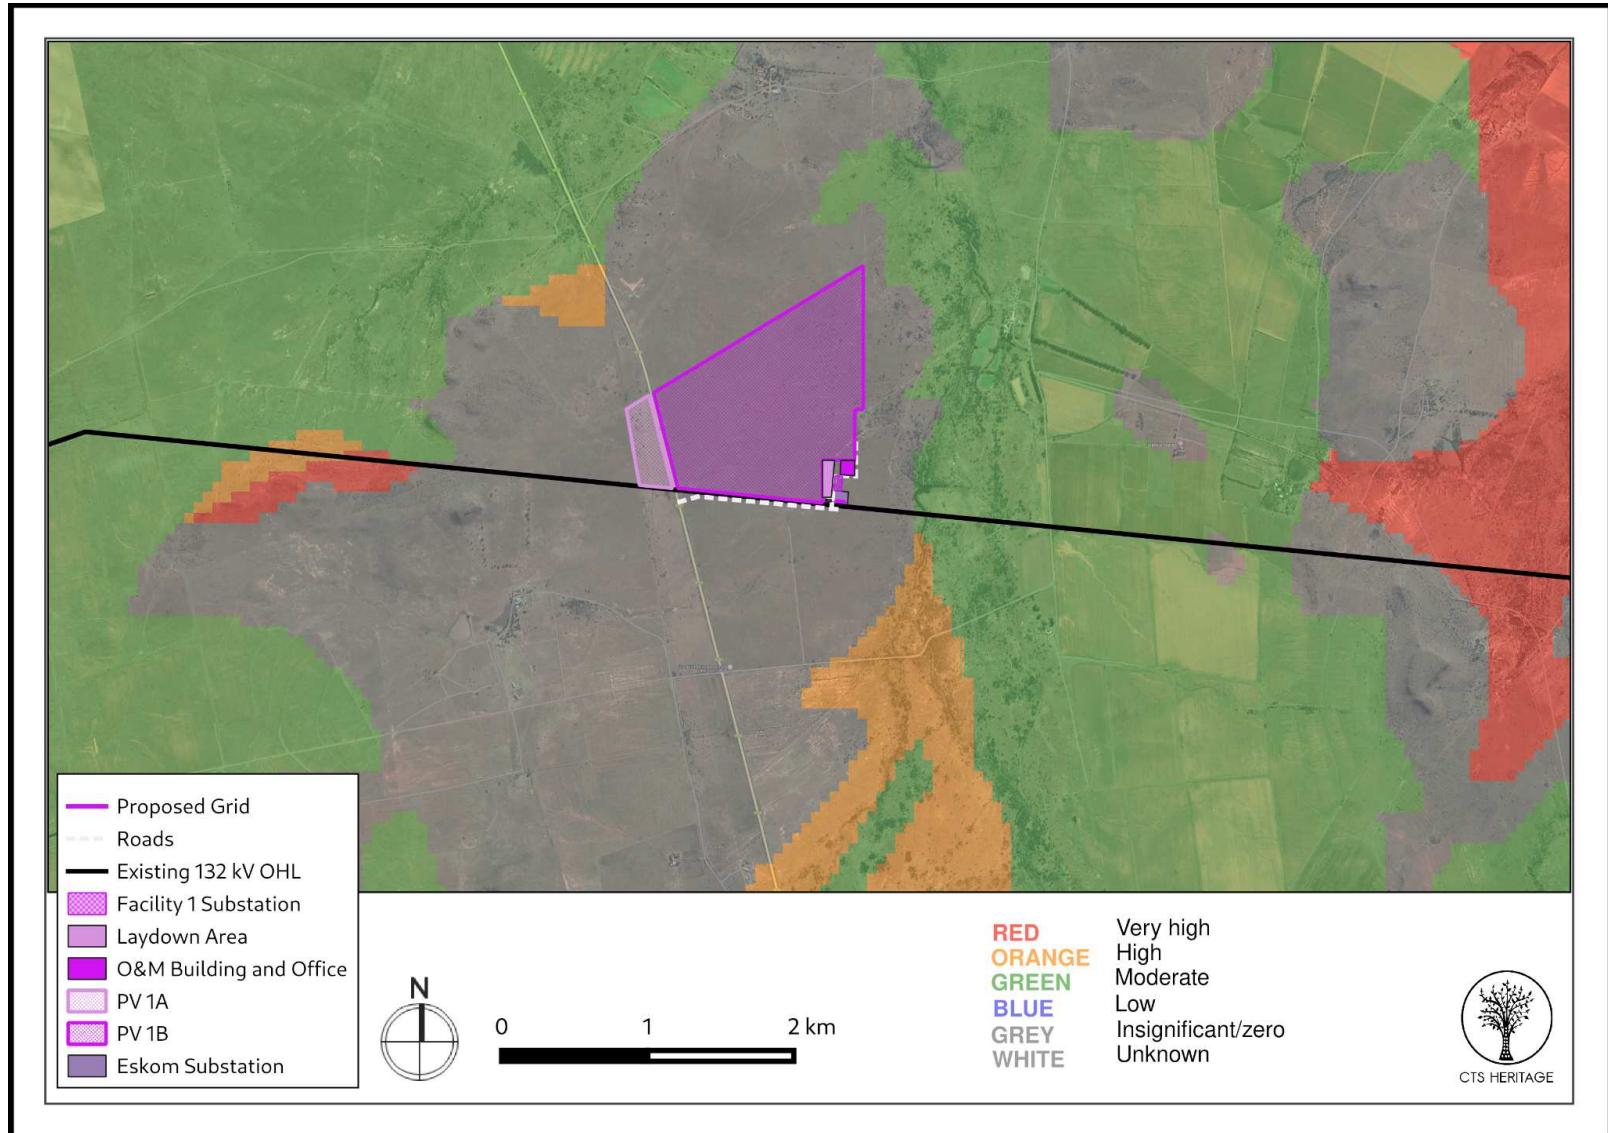 Proposed Grid
Roads
Existing 132 kV OHL
Facility 1 Substation
Laydown Area
O&M Building and Office
PV 1A
PV 1B
Eskom Substation
N
0 1 2 km
RED Very high
ORANGE High
GREEN Moderate
BLUE Low
GREY Insignificant/zero
WHITE Unknown
CTS HERITAGE